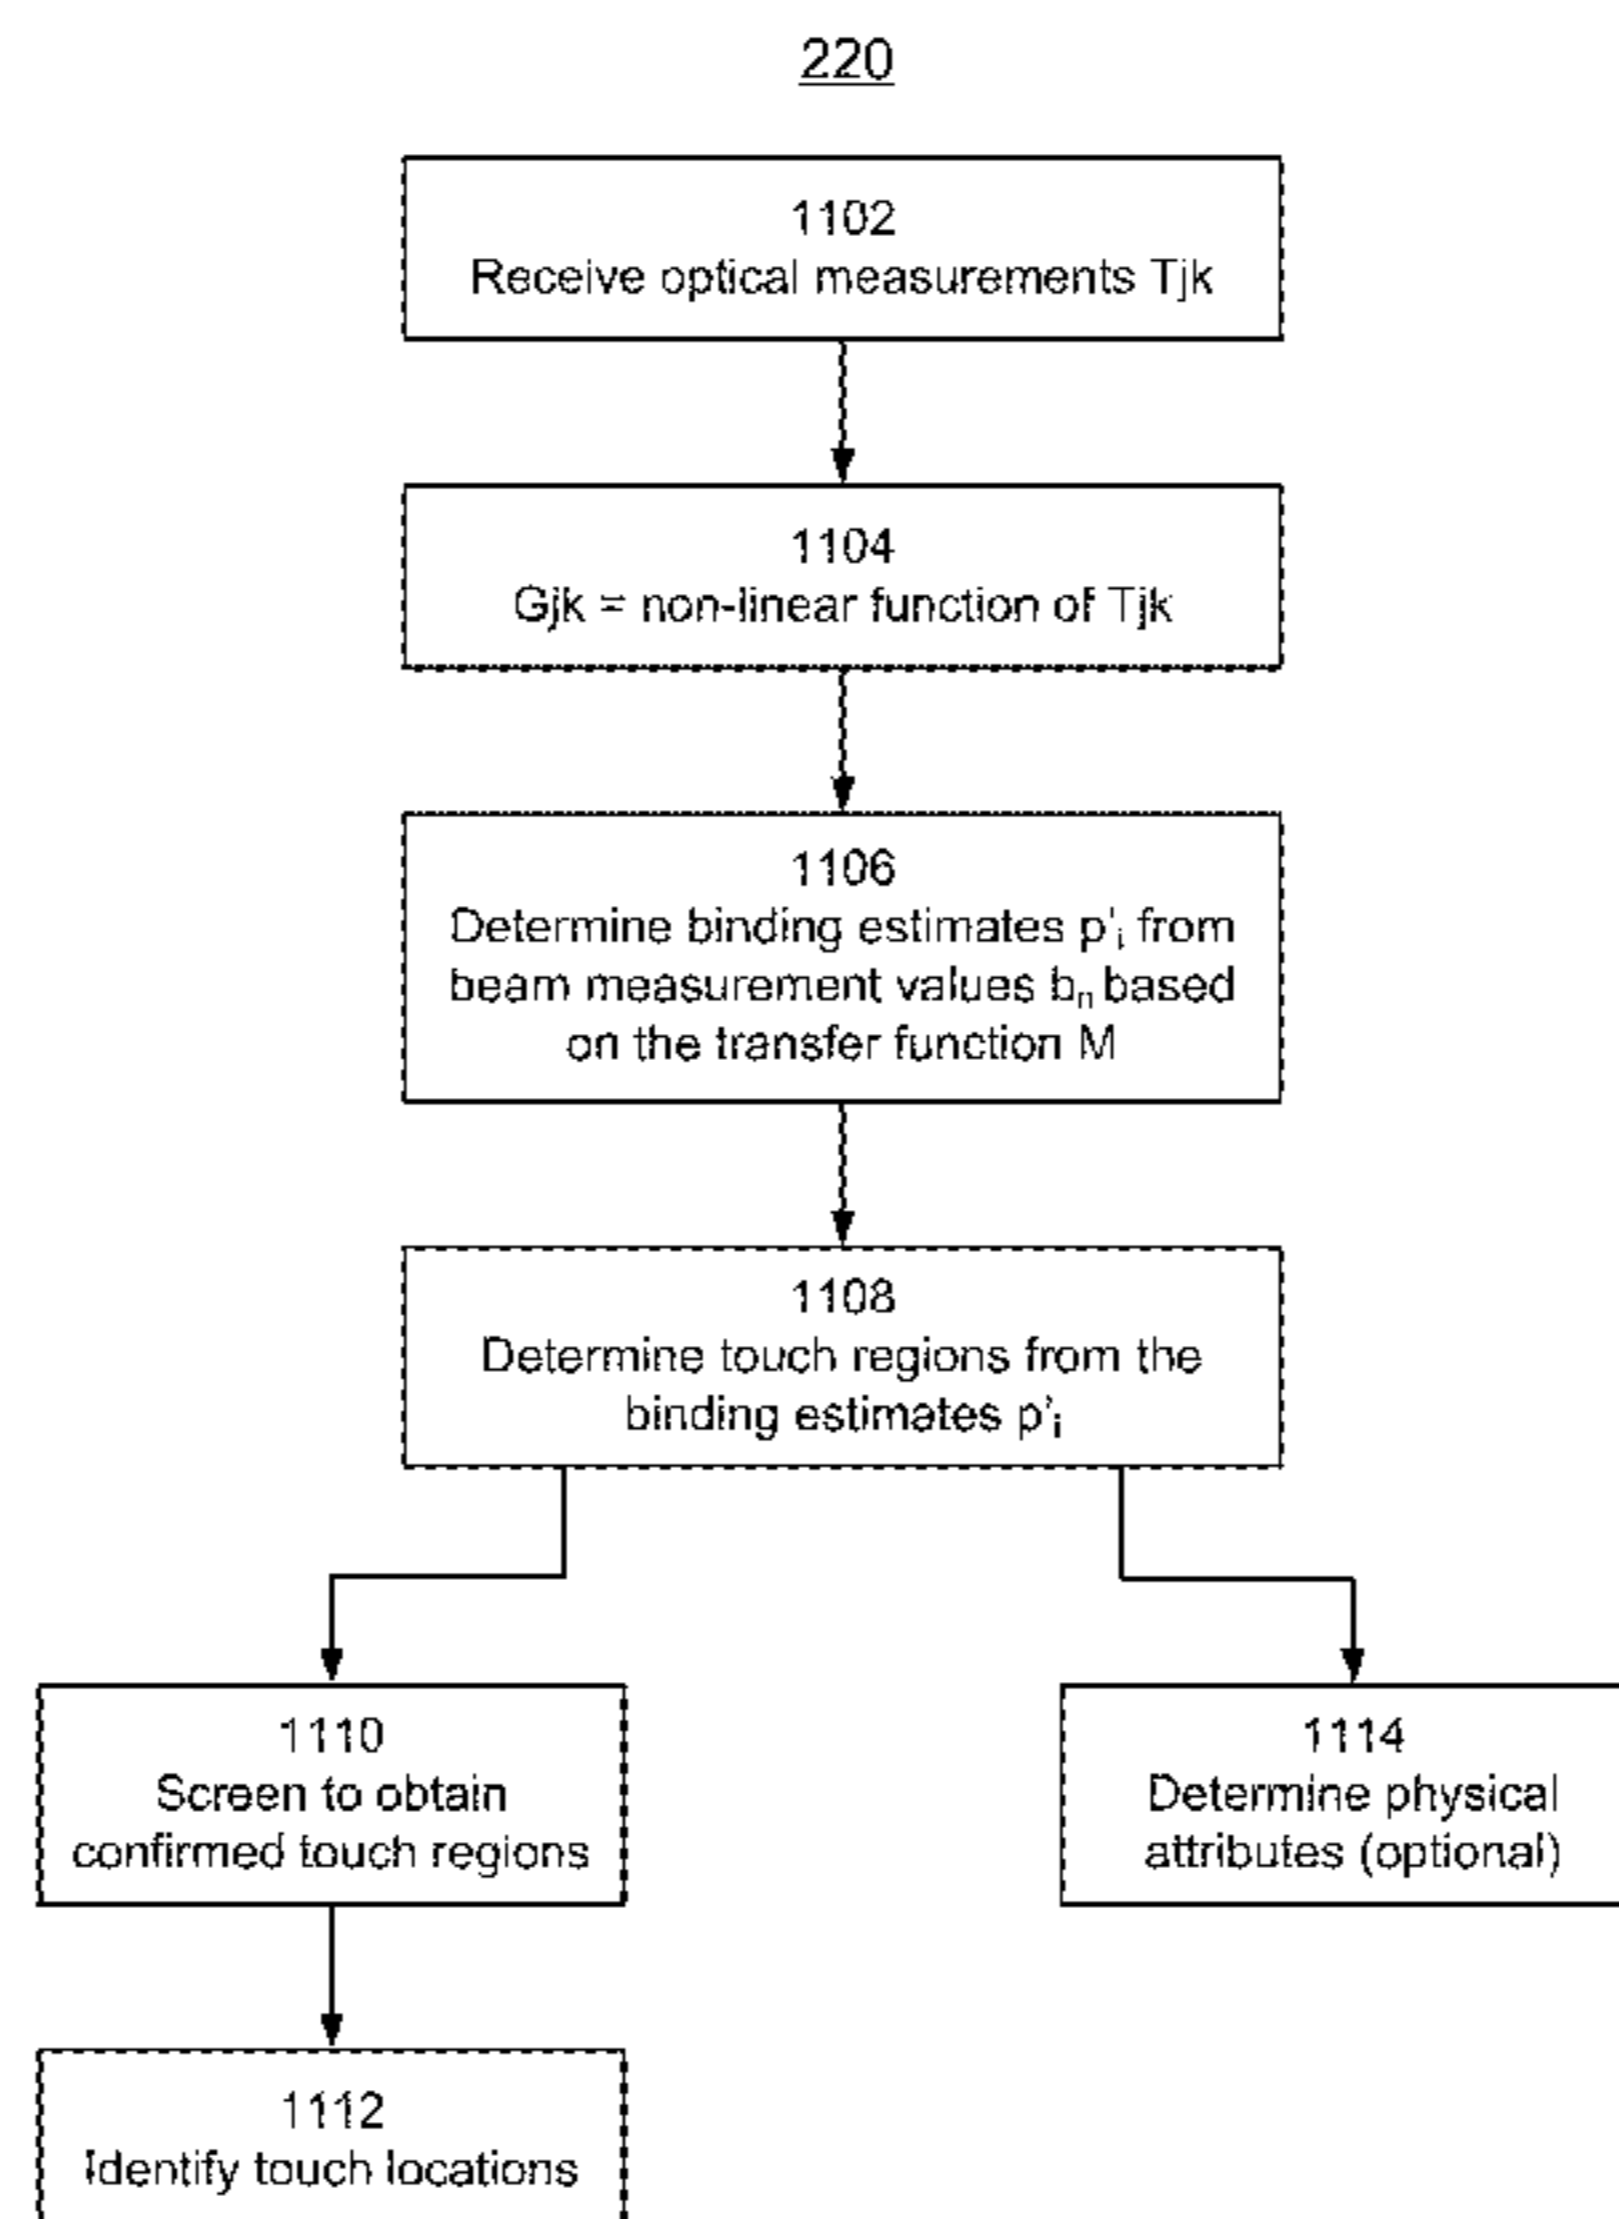 220
1102
Receive optical measurements Tjk
1104
Gjk = non-linear function of Tjk
1106
Determine binding estimates p'i from
beam measurement values bn based
on the transfer function M
1108
Determine touch regions from the
binding estimates p'i
1110
Screen to obtain
confirmed touch regions
1114
Determine physical
attributes (optional)
1112
Identify touch locations